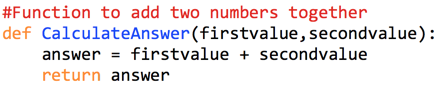 #Function to add two numbers together
def CalculateAnswer(firstvalue,secondvalue):
    answer = firstvalue + secondvalue
    return answer